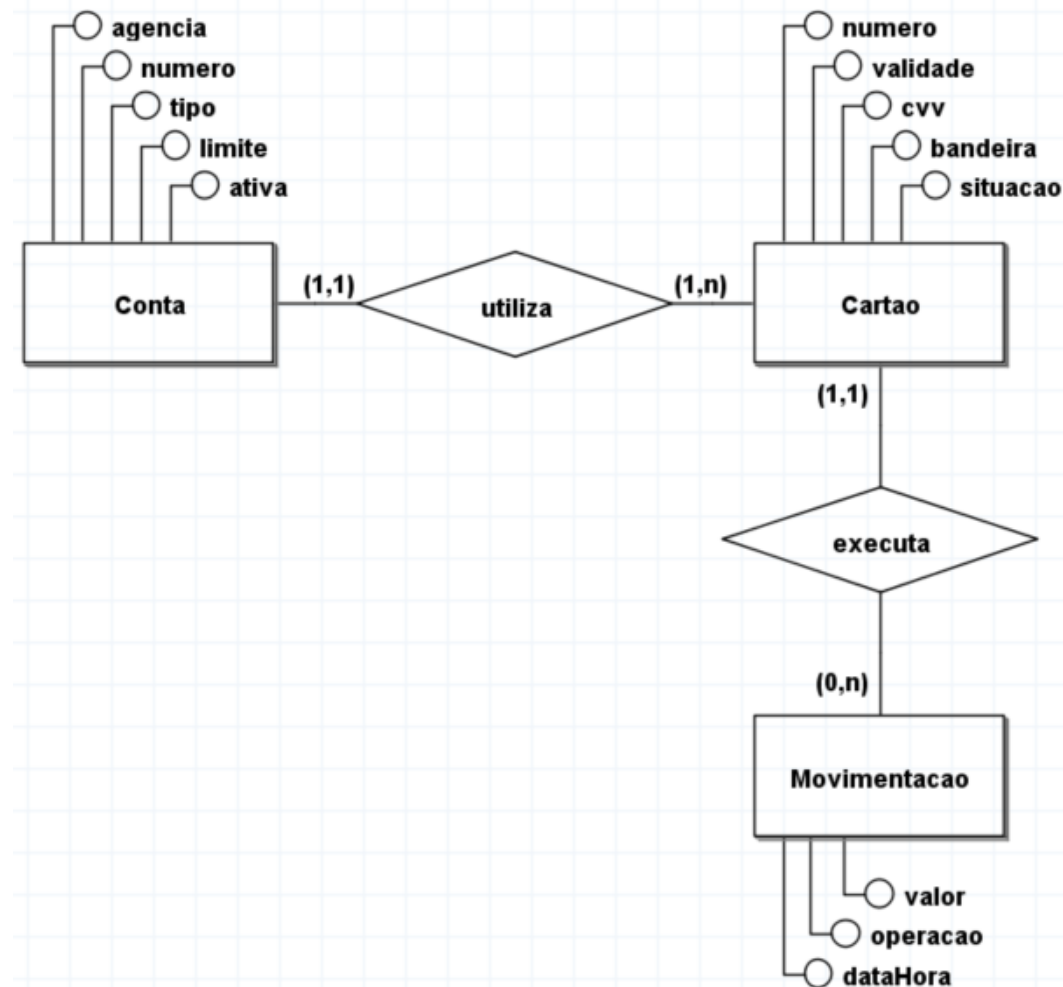 agencia
numero
tipo
limite
ativa
numero
validade
cvv
bandeira
situacao
Conta
(1,1)
utiliza
(1,n)
Cartao
(1,1)
executa
(0,n)
Movimentacao
valor
operacao
dataHora